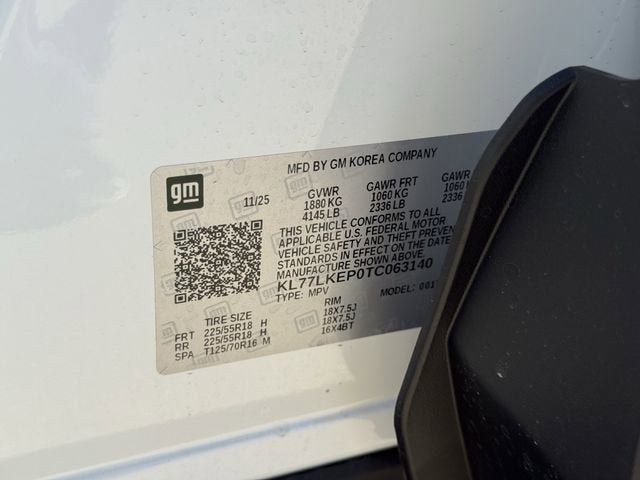 MFD BY GM KOREA COMPANY
gm
11/25
GVWR GAWR FRT GAWR
1880 KG 1060 KG 1060
4145 LB 2336 LB 2336
THIS VEHICLE CONFORMS TO ALL
APPLICABLE U.S. FEDERAL MOTOR
VEHICLE SAFETY AND THEFT PREVENTION
STANDARDS IN EFFECT ON THE DATE
MANUFACTURE SHOWN ABOVE
KL77LKEP0TC063140
TYPE: MPV MODEL:
TIRE SIZE RIM
FRT 225/55R18 H 18X7.5J
RR 225/55R18 H 18X7.5J
SPA T125/70R16 M 16X4BT